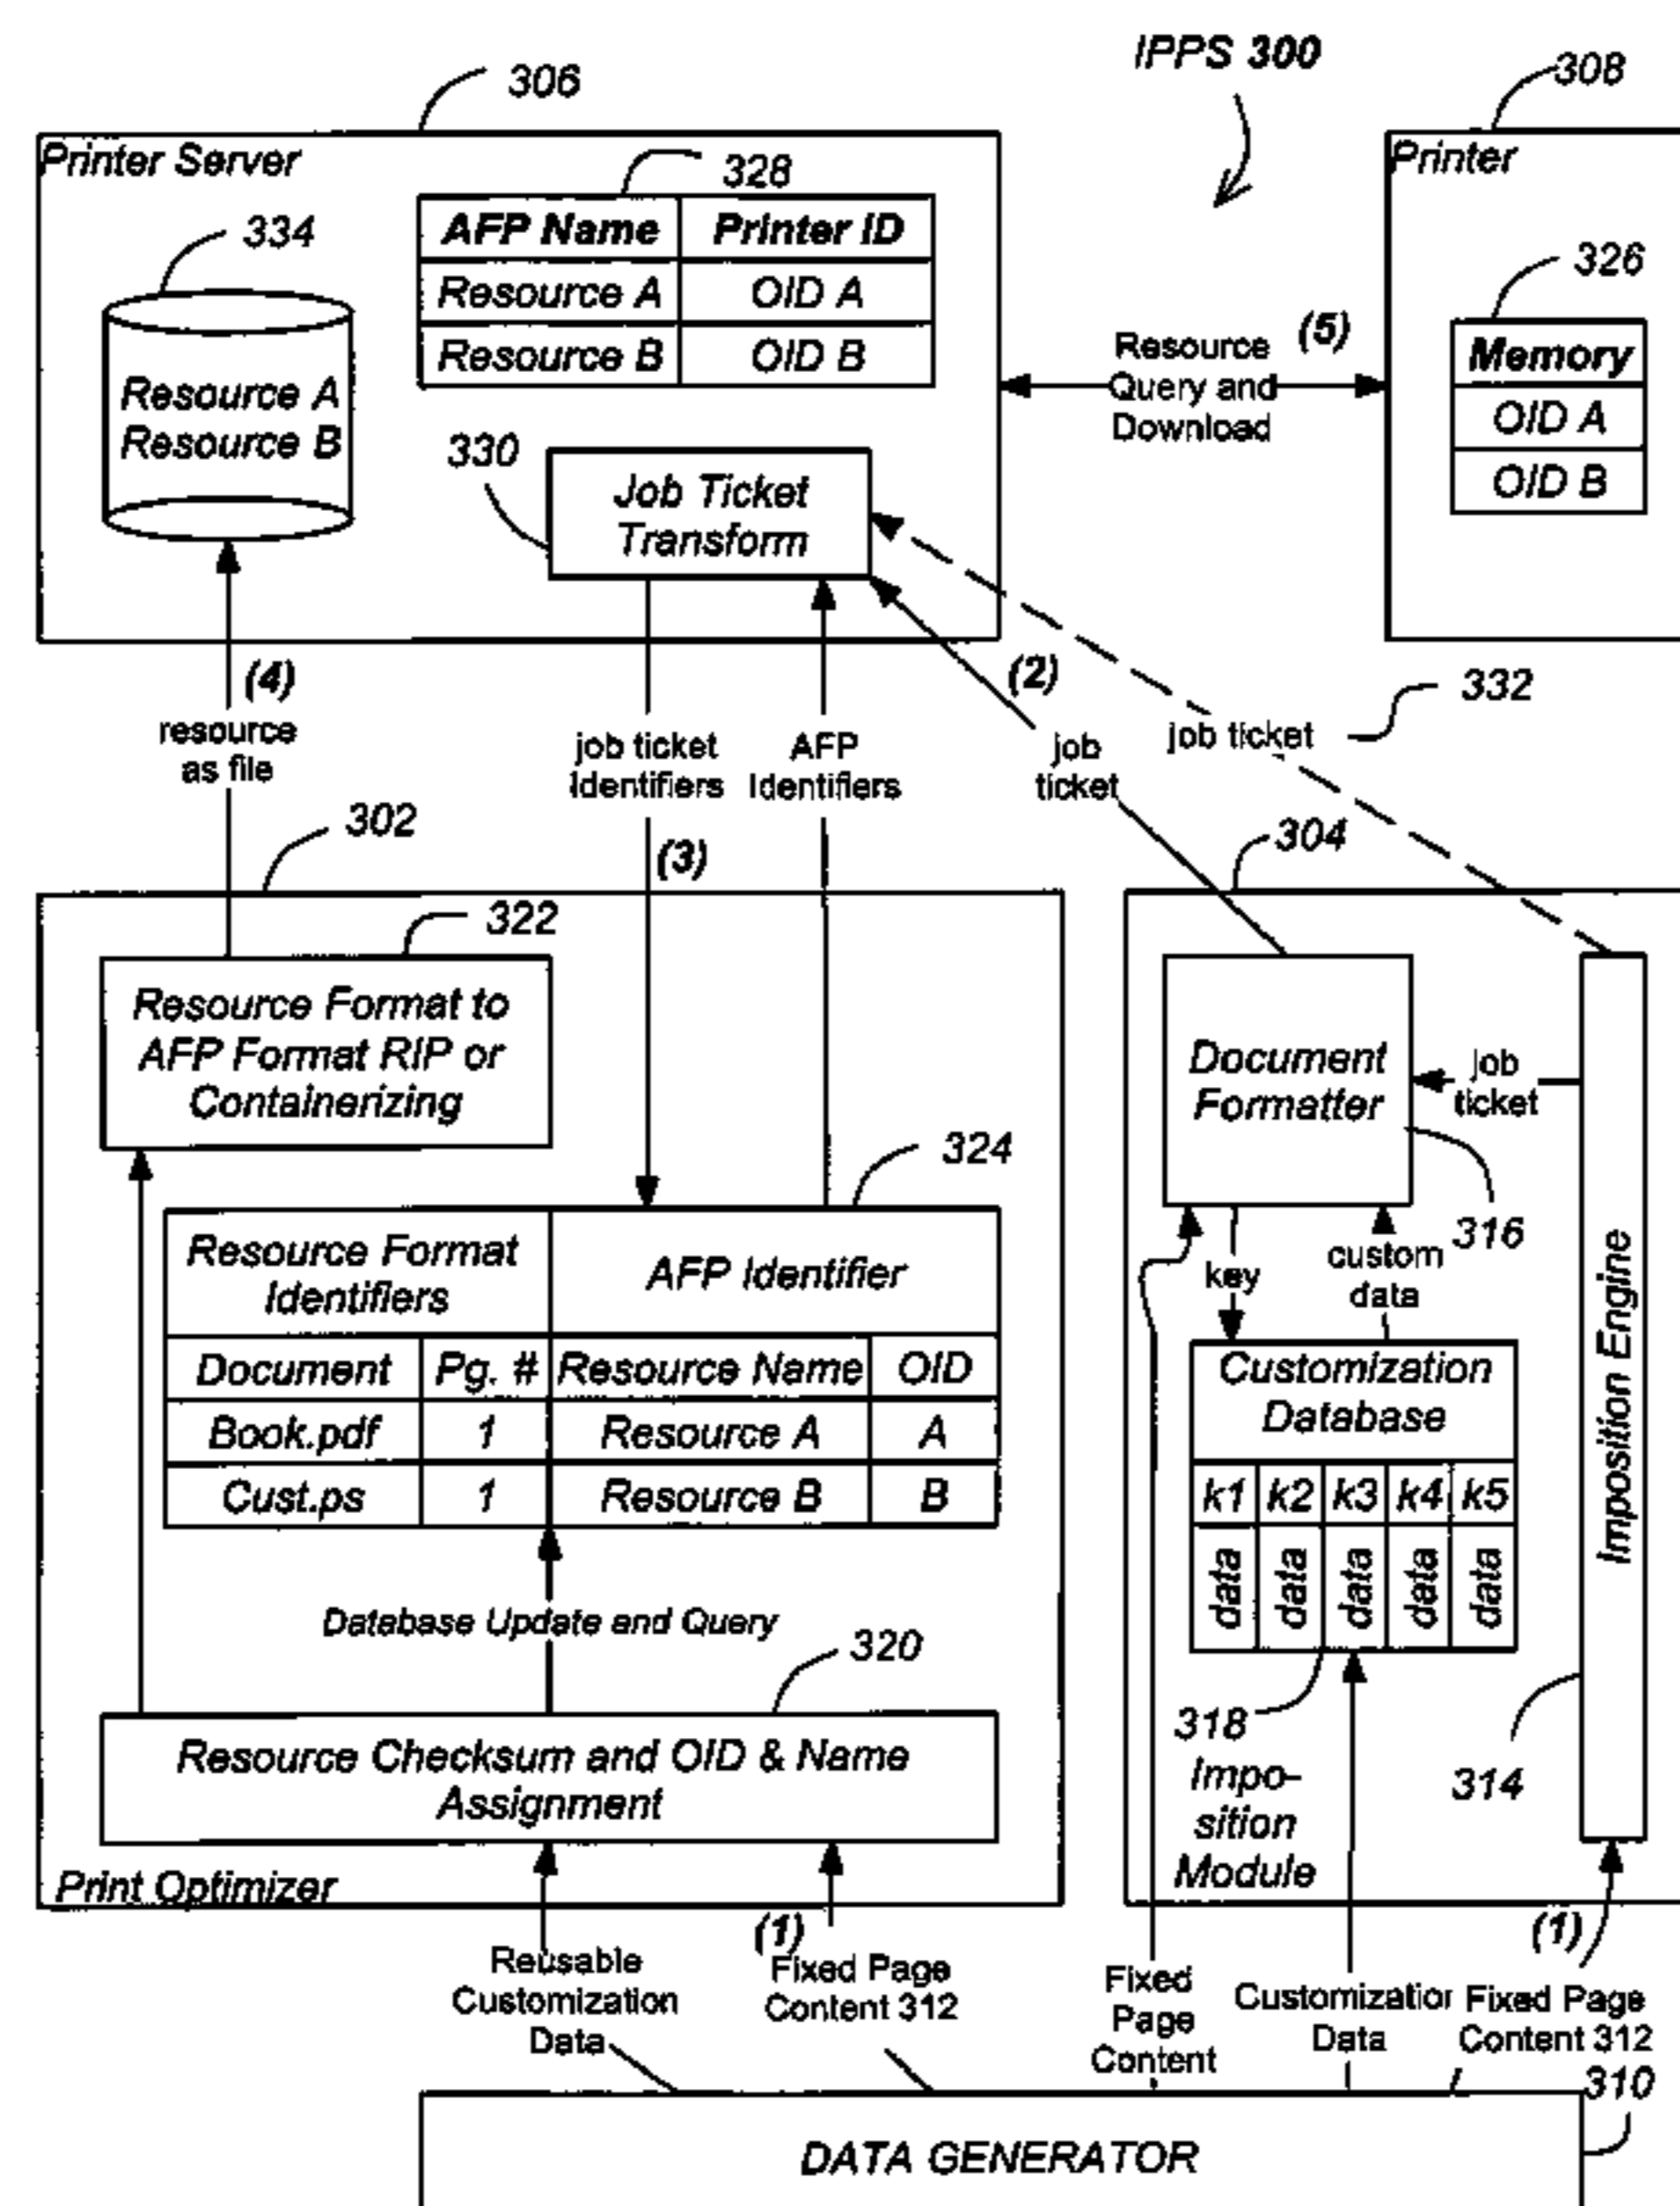 IPPS 300
306
308
Printer Server
Printer
328
334
AFP Name Printer ID
Resource A OID A
Resource B OID B
326
Memory
OID A
OID B
Resource A
Resource B
(5)
Resource
Query and
Download
330
Job Ticket
Transform
(4)
(2)
332
resource
as file
job ticket
Identifiers
AFP
Identifiers
job
ticket
job ticket
302
(3)
304
322
Resource Format to
AFP Format RIP or
Containerizing
Document
Formatter
job
ticket
324
316
Resource Format
Identifiers
AFP Identifier
key
custom
data
Document Pg. # Resource Name OID
Book.pdf 1 Resource A A
Cust.ps 1 Resource B B
Customization
Database
k1 k2 k3 k4 k5
data data data data data
Imposition Engine
Database Update and Query
320
318
314
Resource Checksum and OID & Name
Assignment
Impo-
sition
Module
Print Optimizer
(1)
(1)
Reusable
Customization
Data
Fixed Page
Content 312
Fixed
Page
Content
Customization
Data
Fixed Page
Content 312
310
DATA GENERATOR